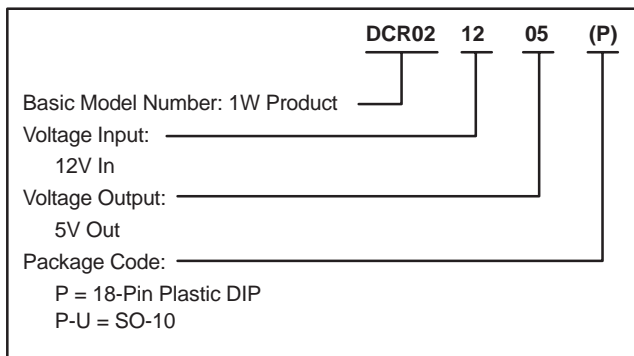 DCR02 12 05 (P)
Basic Model Number: 1W Product
Voltage Input:
12V In
Voltage Output:
5V Out
Package Code:
P = 18-Pin Plastic DIP
P-U = SO-10